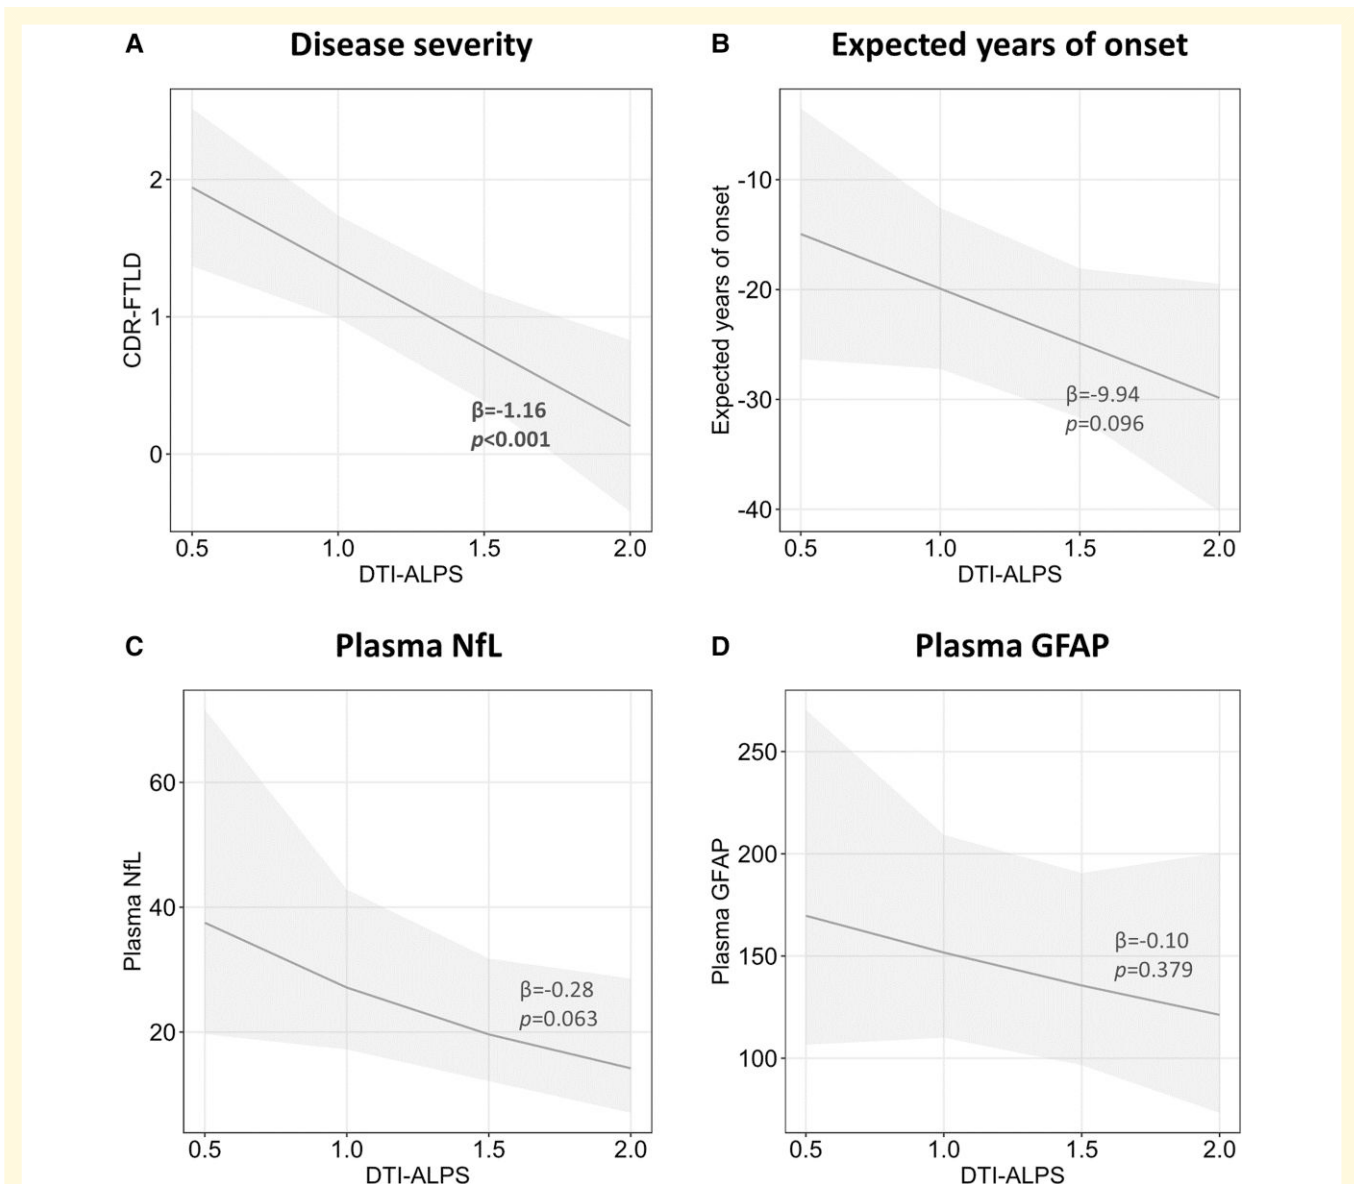 A Disease severity
2
1
0
CDR-FTLD
β=-1.16
p<0.001
0.5 1.0 1.5 2.0
DTI-ALPS
B Expected years of onset
-10
-20
-30
-40
Expected years of onset
β=-9.94
p=0.096
0.5 1.0 1.5 2.0
DTI-ALPS
C Plasma NfL
60
40
20
Plasma NfL
β=-0.28
p=0.063
0.5 1.0 1.5 2.0
DTI-ALPS
D Plasma GFAP
250
200
150
100
Plasma GFAP
β=-0.10
p=0.379
0.5 1.0 1.5 2.0
DTI-ALPS